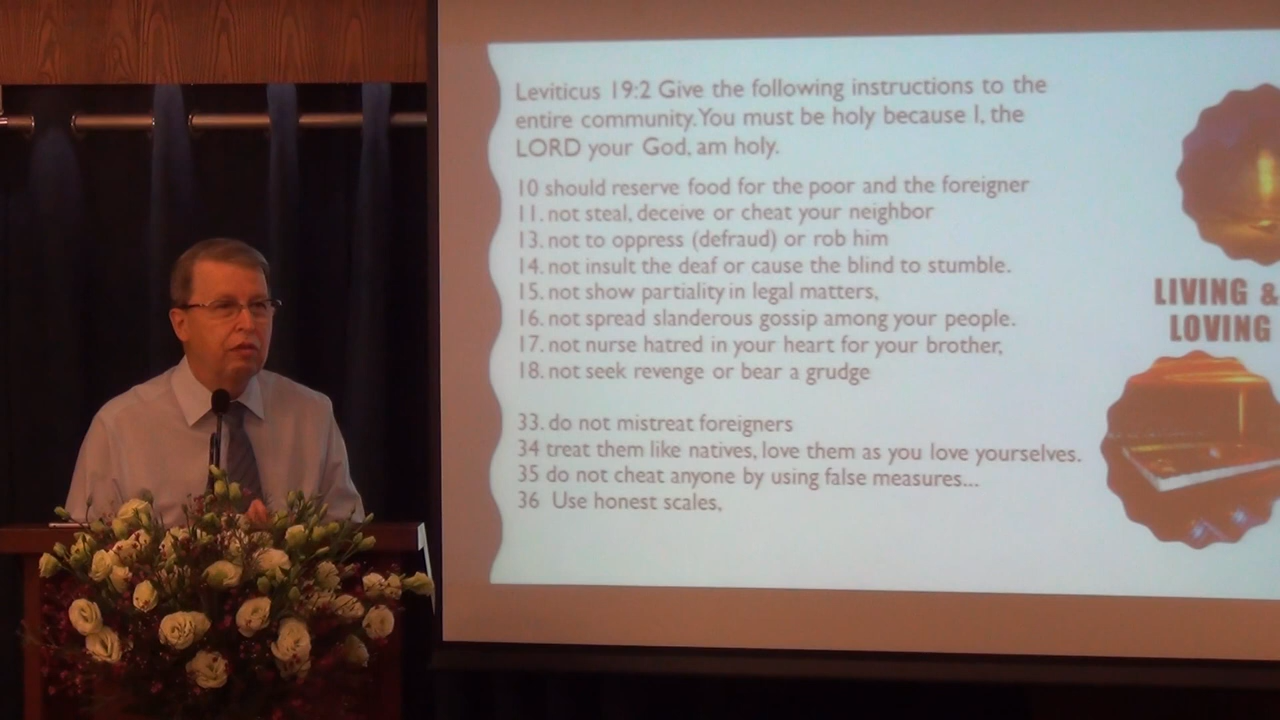 Leviticus 19:2 Give the following instructions to the
entire community. You must be holy because I, the
LORD your God, am holy.
10 should reserve food for the poor and the foreigner
11. not steal, deceive or cheat your neighbor
13. not to oppress (defraud) or rob him
14. not insult the deaf or cause the blind to stumble.
15. not show partiality in legal matters,
16. not spread slanderous gossip among your people.
17. not nurse hatred in your heart for your brother,
18. not seek revenge or bear a grudge
33. do not mistreat foreigners
34 treat them like natives, love them as you love yourselves.
35 do not cheat anyone by using false measures...
36 Use honest scales,
LIVING &
LOVING